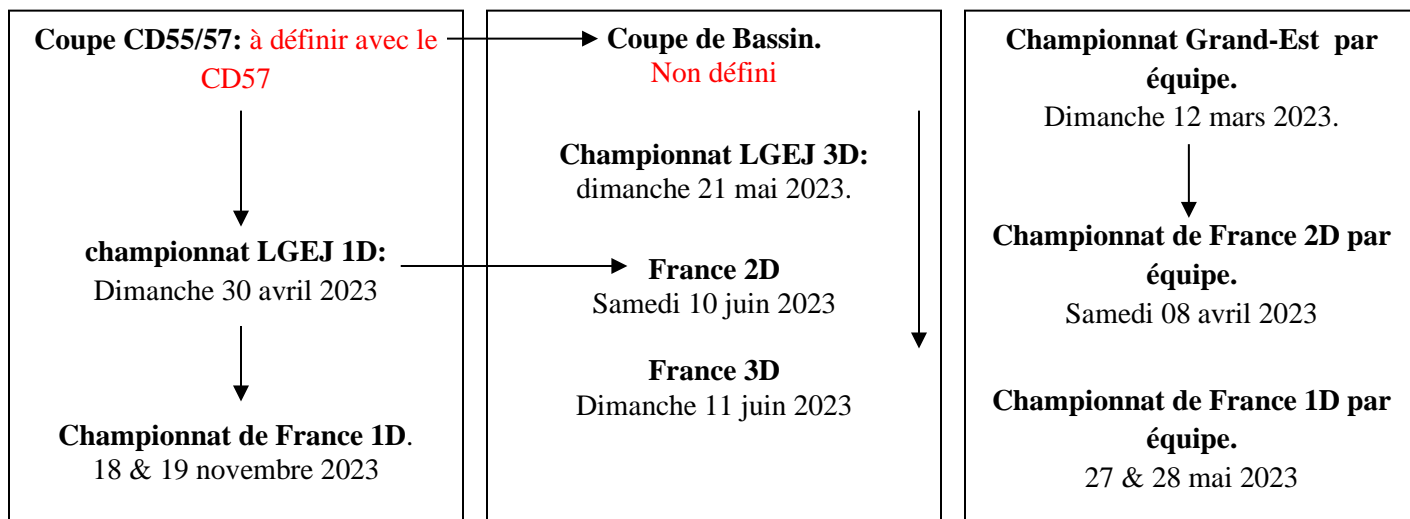 Coupe CD55/57: à définir avec le
CD57
championnat LGEJ 1D:
Dimanche 30 avril 2023
Championnat de France 1D.
18 & 19 novembre 2023
Coupe de Bassin.
Non défini
Championnat LGEJ 3D:
dimanche 21 mai 2023.
France 2D
Samedi 10 juin 2023
France 3D
Dimanche 11 juin 2023
Championnat Grand-Est par
équipe.
Dimanche 12 mars 2023.
Championnat de France 2D par
équipe.
Samedi 08 avril 2023
Championnat de France 1D par
équipe.
27 & 28 mai 2023